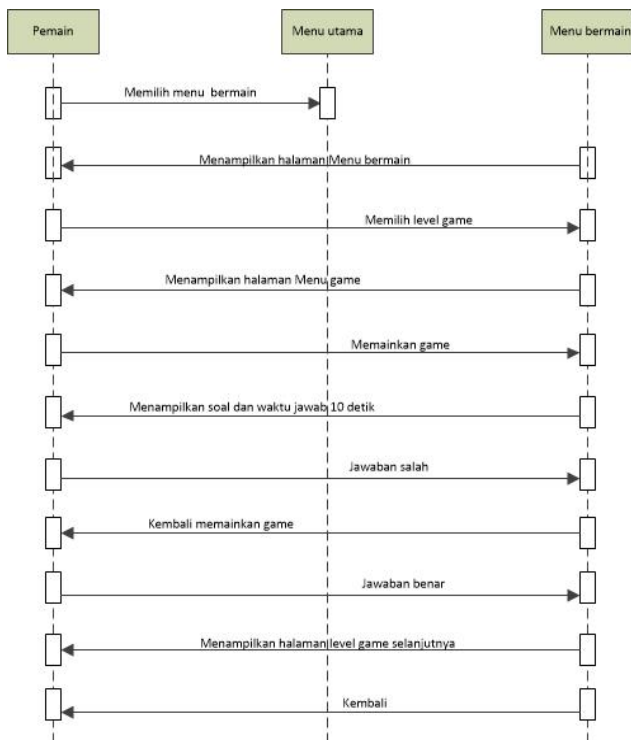 Pemain
Menu utama
Menu bermain
Memilih menu bermain
Menampilkan halaman Menu bermain
Memilih level game
Menampilkan halaman Menu game
Memainkan game
Menampilkan soal dan waktu jawab 10 detik
Jawaban salah
Kembali memainkan game
Jawaban benar
Menampilkan halaman level game selanjutnya
Kembali